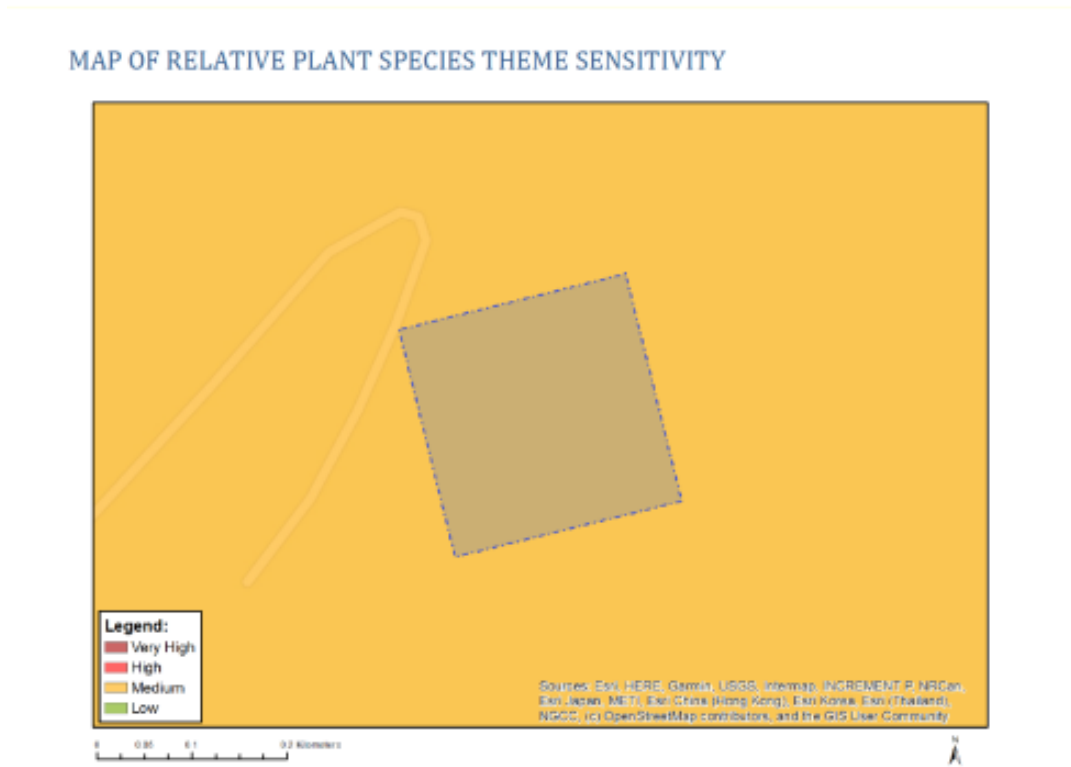 MAP OF RELATIVE PLANT SPECIES THEME SENSITIVITY
Legend:
Very High
High
Medium
Low
Sources: Esri, HERE, Garmin, USGS, Intermap, INCREMENT P, NRCan,
Esri Japan, METI, Esri China (Hong Kong), Esri Korea, Esri (Thailand),
NGCC, (c) OpenStreetMap contributors, and the GIS User Community
0 0.05 0.1 0.2 Kilometers
N